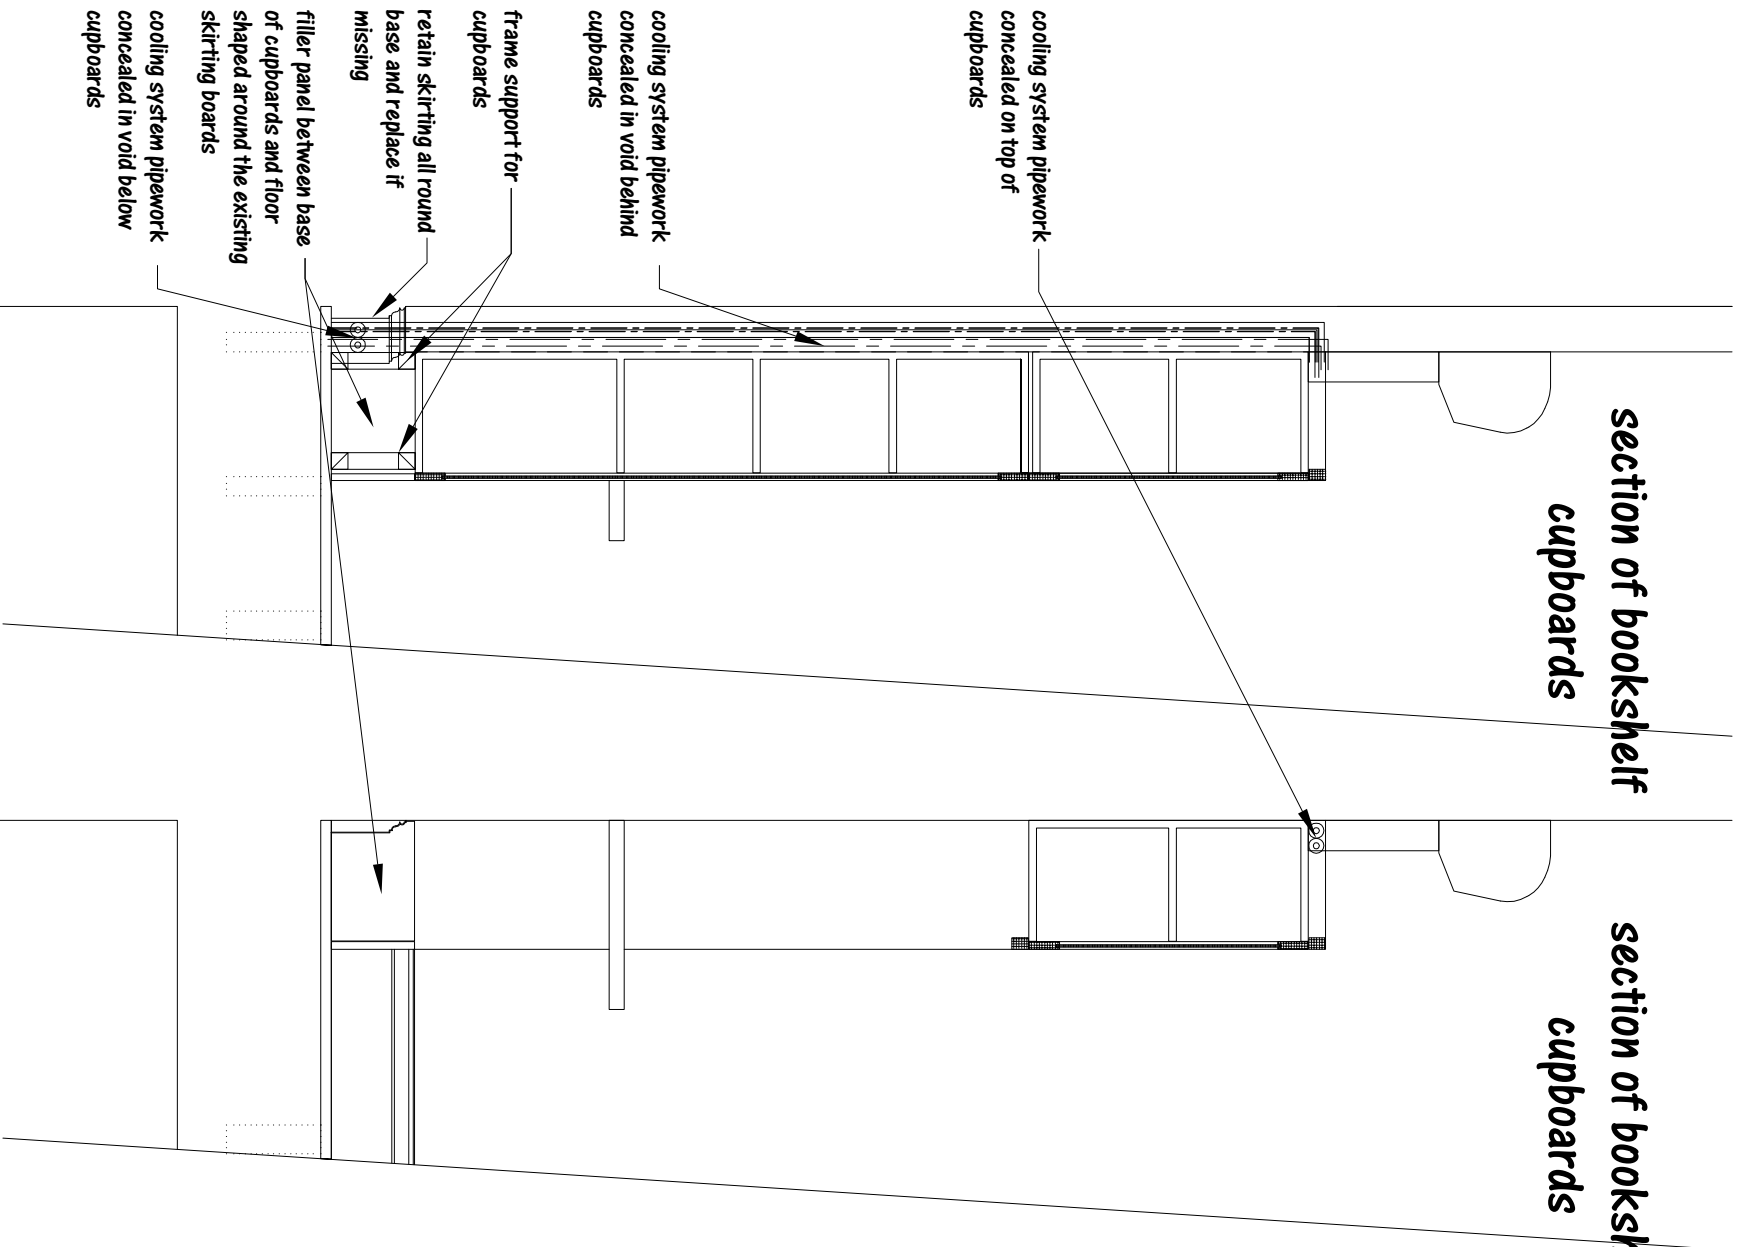 section of bookshelf
cupboards
section of booksh
cupboards
cooling system pipework
concealed on top of
cupboards
cooling system pipework
concealed in void behind
cupboards
frame support for
cupboards
retain skirting all round
base and replace if
missing
filler panel between base
of cupboards and floor
shaped around the existing
skirting boards
cooling system pipework
concealed in void below
cupboards